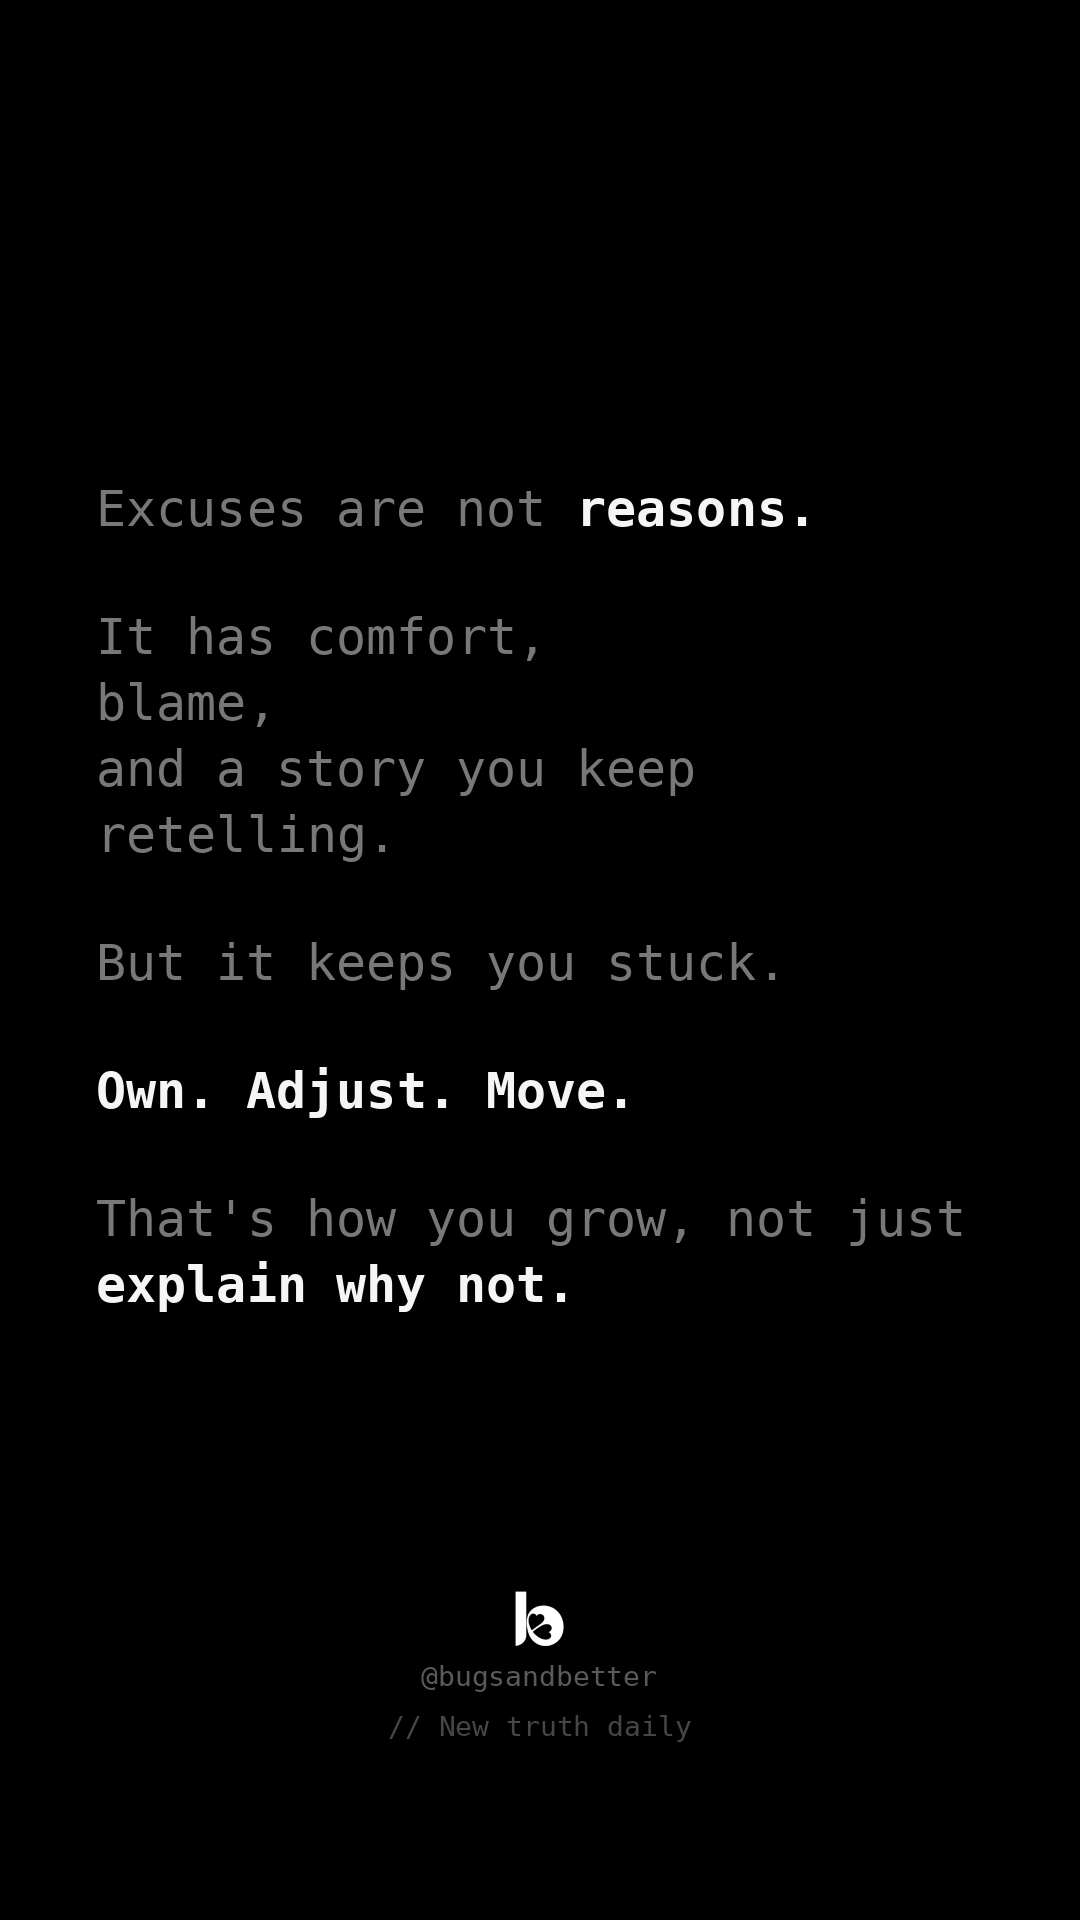 Excuses are not reasons.
It has comfort,
blame,
and a story you keep
retelling.
But it keeps you stuck.
Own. Adjust. Move.
That's how you grow, not just
explain why not.
b
@bugsandbetter
// New truth daily